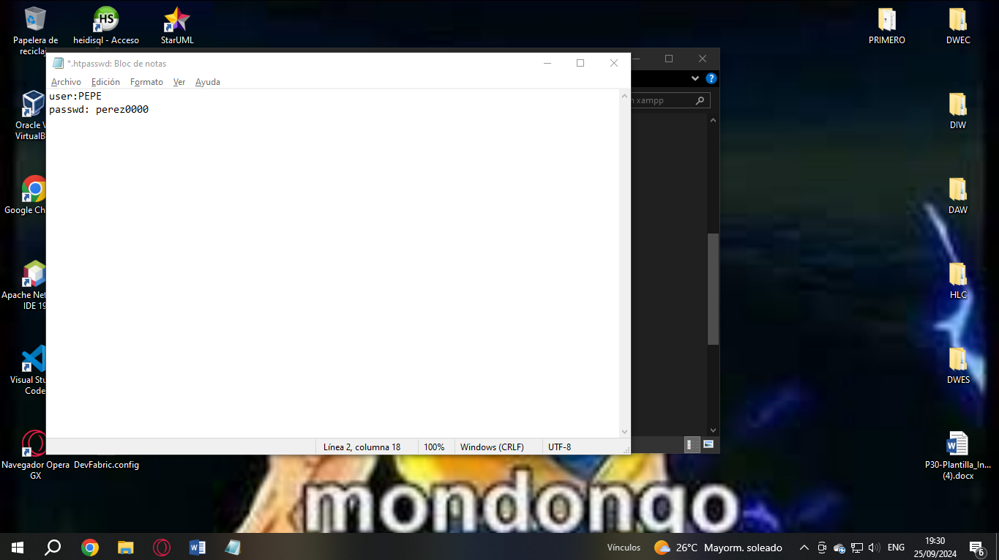 Papelera de
recicla
heidisql - Acceso
StarUML
PRIMERO
DWEC
*.htpasswd: Bloc de notas
Archivo Edición Formato Ver Ayuda
user:PEPE
passwd: perez0000
xampp
Oracle V
VirtualB
DIW
Google Ch
DAW
Apache Net
IDE 19
HLC
Visual Stu
Code
DWES
Línea 2, columna 18 100% Windows (CRLF) UTF-8
Navegador Opera
GX
DevFabric.config
P30-Plantilla_In...
(4).docx
mondongo
Vínculos
26°C Mayorm. soleado
ENG
19:30
25/09/2024
6